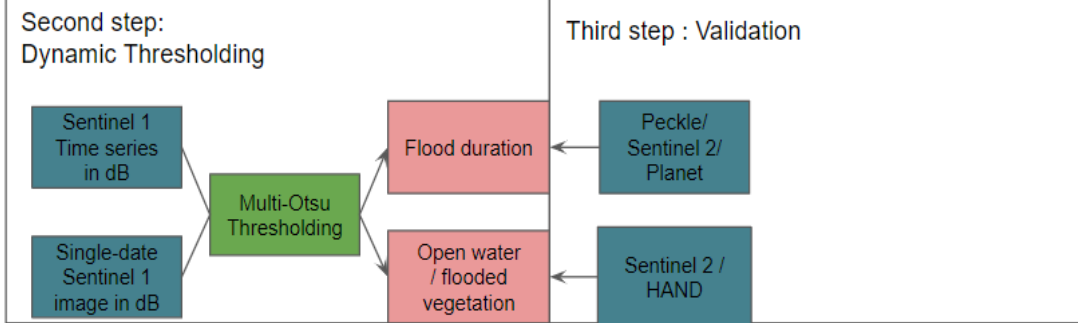 Second step:
Dynamic Thresholding
Third step : Validation
Sentinel 1
Time series
in dB
Single-date
Sentinel 1
image in dB
Multi-Otsu
Thresholding
Flood duration
Open water
/ flooded
vegetation
Peckle/
Sentinel 2/
Planet
Sentinel 2 /
HAND